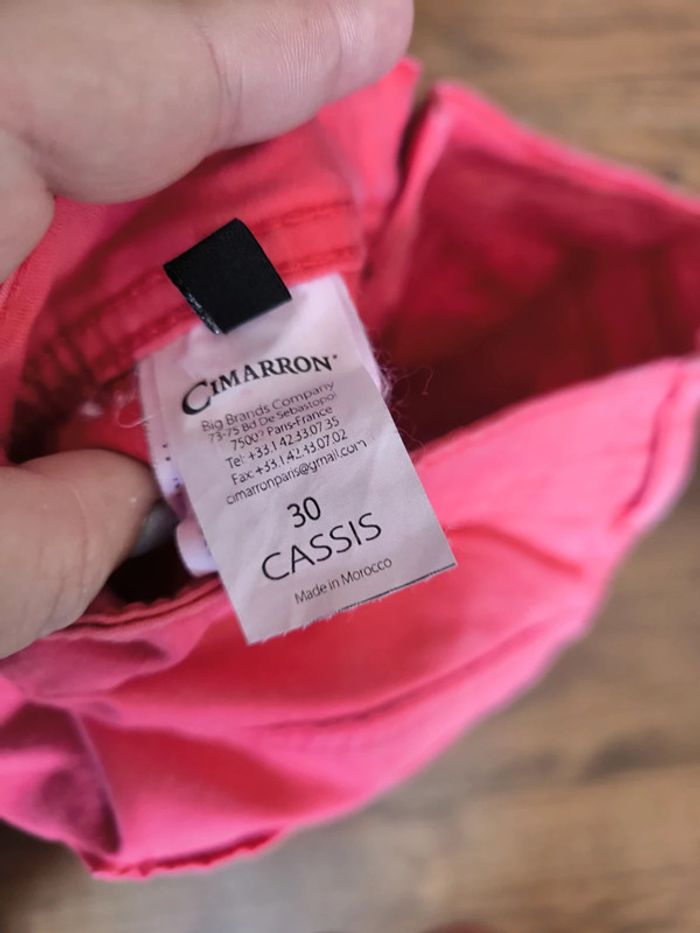 CIMARRON
Big Brands Company
73-75 Bd De Sebastopol
Paris-France
Tel: +33.1.42.33.07.35
Fax: +33.1.42.33.07.02
cimarronparis@gmail.com
30
CASSIS
Made in Morocco